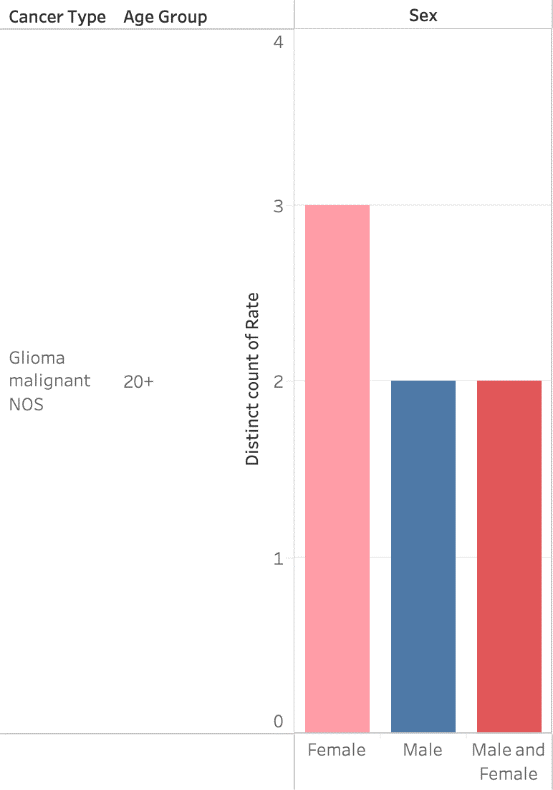 Cancer Type Age Group Sex
4
3
Glioma
malignant
NOS
20+
Distinct count of Rate
2
1
0
Female Male Male and
Female